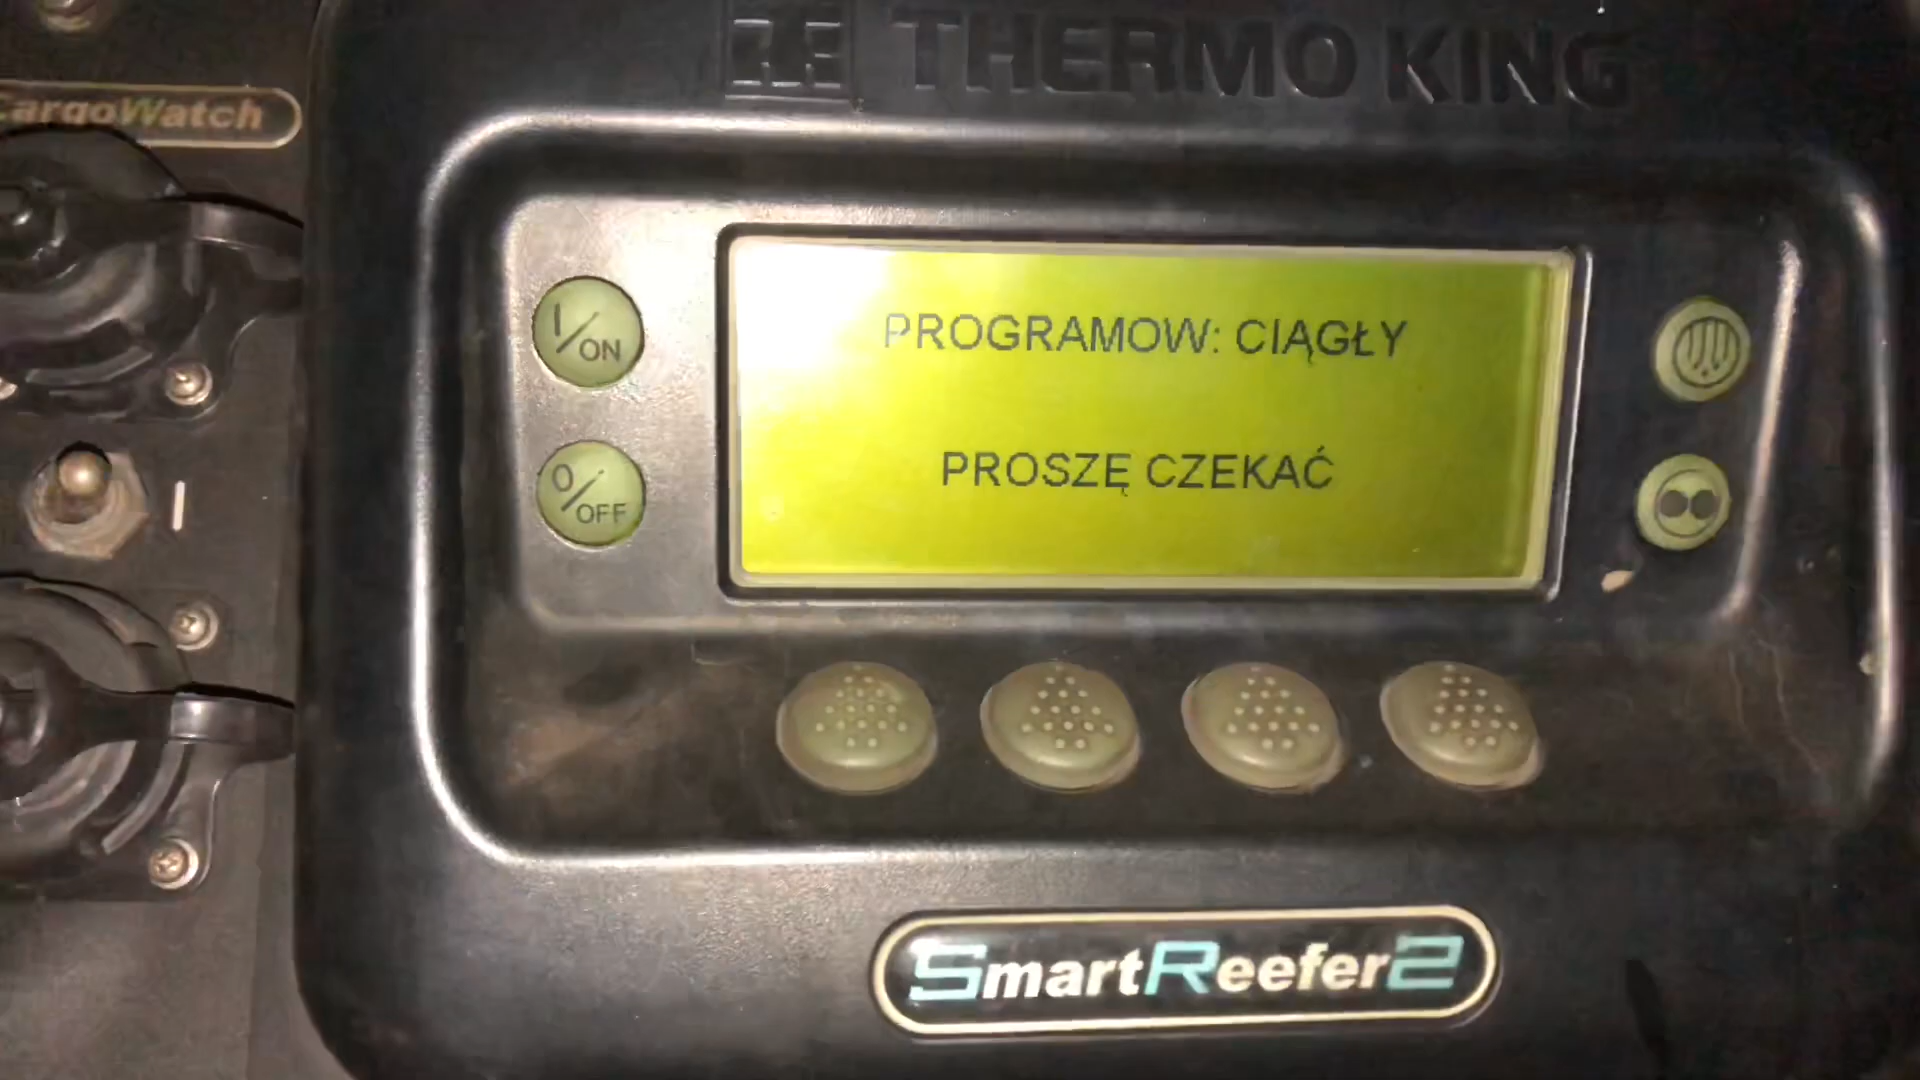 THERMO KING
CargoWatch
I/ON
PROGRAMOW: CIĄGŁY
0/OFF
PROSZĘ CZEKAĆ
I
SmartReefer2